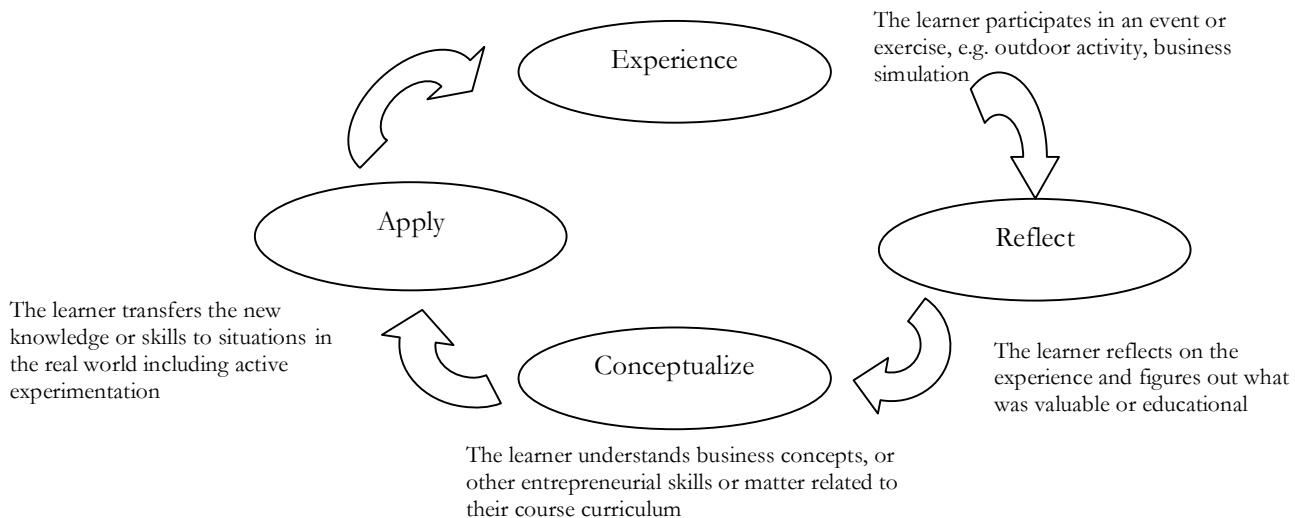 Experience
The learner participates in an event or
exercise, e.g. outdoor activity, business
simulation
Apply
Reflect
The learner transfers the new
knowledge or skills to situations in
the real world including active
experimentation
Conceptualize
The learner reflects on the
experience and figures out what
was valuable or educational
The learner understands business concepts, or
other entrepreneurial skills or matter related to
their course curriculum